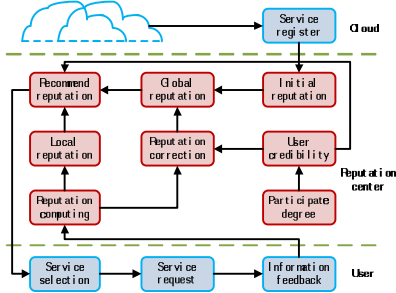 Service
register
Cloud
Recommend
reputation
Global
reputation
Initial
reputation
Local
reputation
Reputation
correction
User
credibility
Reputation
center
Reputation
computing
Participate
degree
Service
selection
Service
request
Information
feedback
User